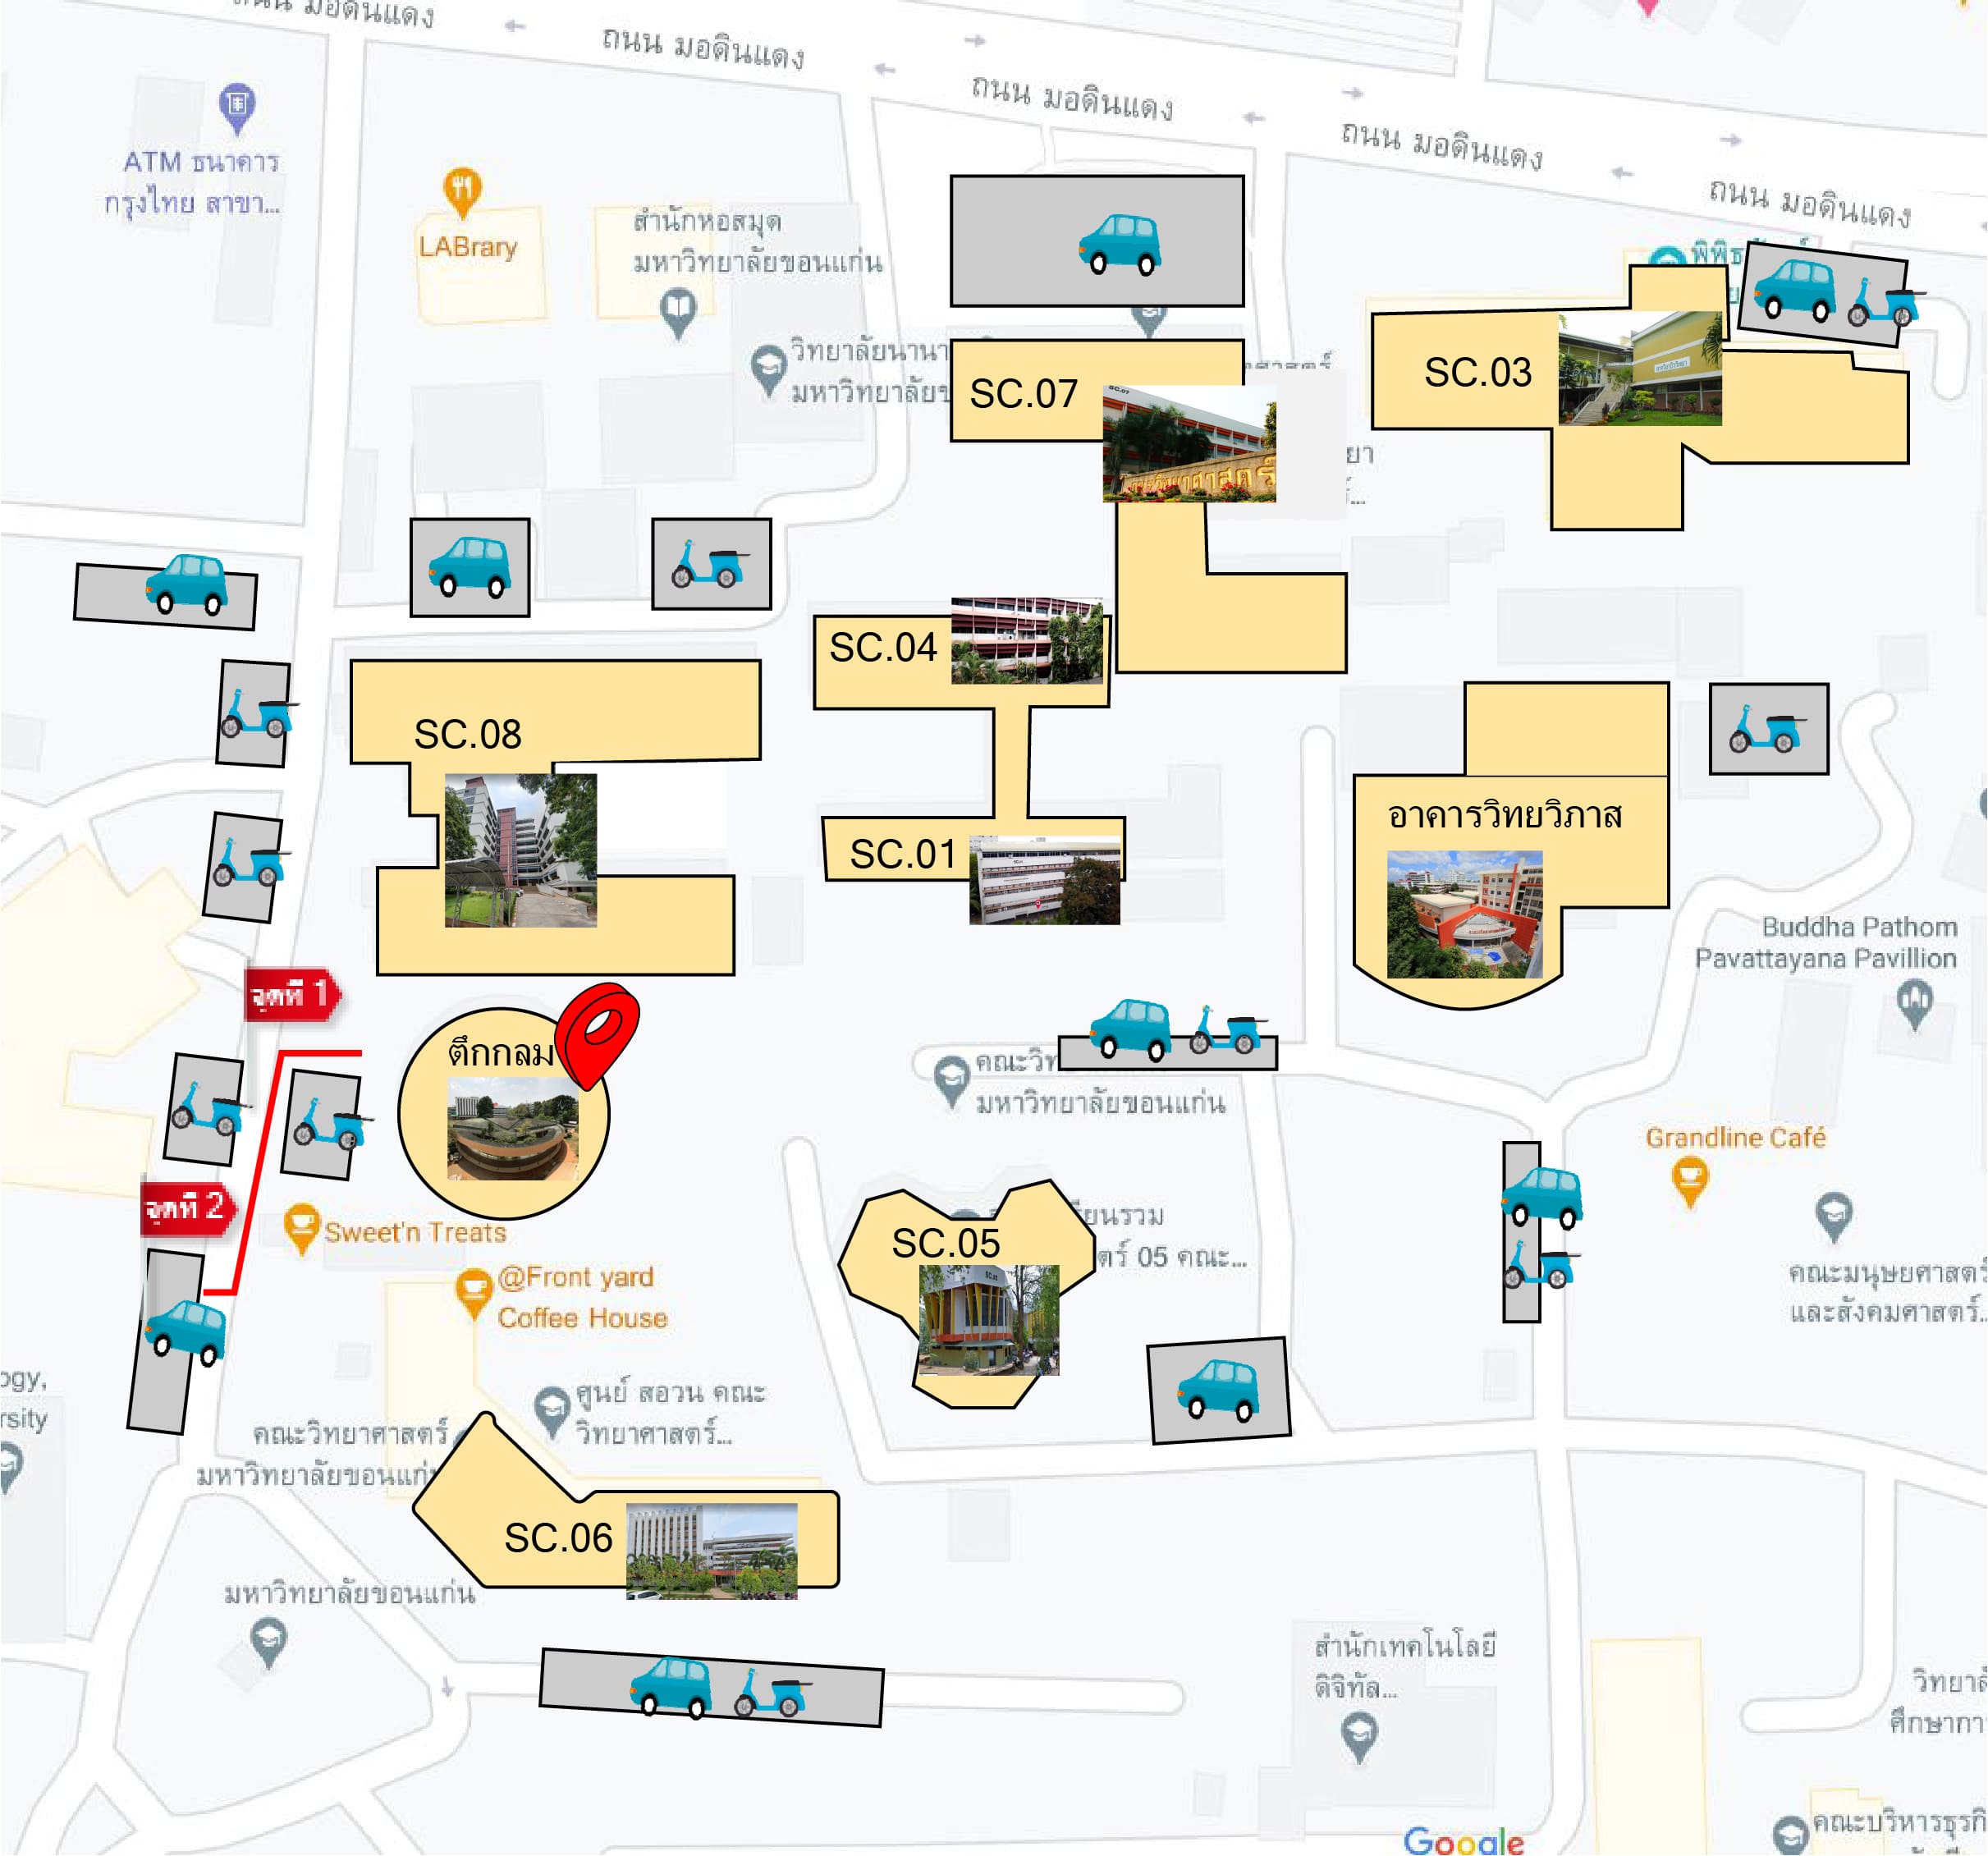 ถนน มอดินแดง
ถนน มอดินแดง
ถนน มอดินแดง
ถนน มอดินแดง
ถนน มอดินแดง
ATM ธนาคาร
กรุงไทย สาขา...
LABrary
สำนักหอสมุด
มหาวิทยาลัยขอนแก่น
พิพิธ
วิทยาลัยนานา
มหาวิทยาลัยข
SC.07
SC.03
SC.04
SC.08
SC.01
อาคารวิทยวิภาส
Buddha Pathom
Pavattayana Pavillion
จุดที่ 1
ตึกกลม
คณะวิท
มหาวิทยาลัยขอนแก่น
Grandline Café
จุดที่ 2
Sweet'n Treats
SC.05
เรียนรวม
ตร์ 05 คณะ...
@Front yard
Coffee House
คณะมนุษยศาสตร์
และสังคมศาสตร์...
ogy,
rsity
ศูนย์ สอวน คณะ
วิทยาศาสตร์...
คณะวิทยาศาสตร์
มหาวิทยาลัยขอนแก่น
SC.06
มหาวิทยาลัยขอนแก่น
สำนักเทคโนโลยี
ดิจิทัล...
วิทยาลั
ศึกษากา
คณะบริหารธุรกิ
Google